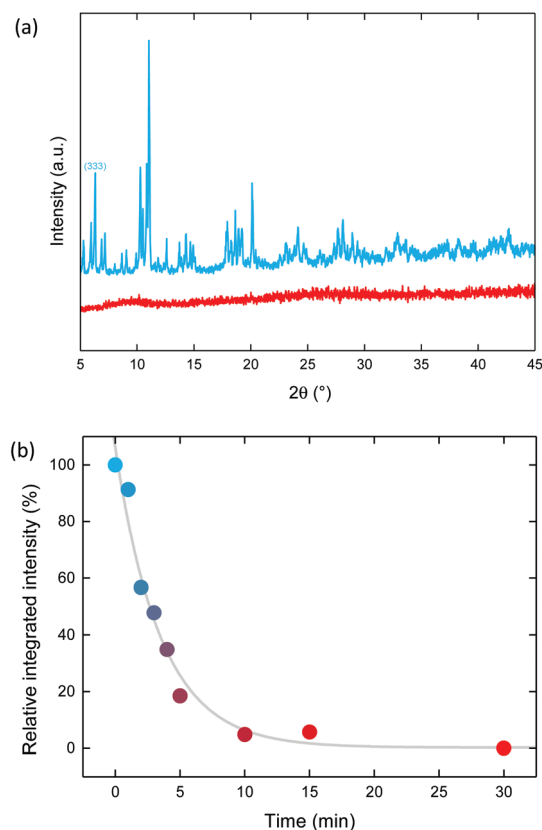 (a)
Intensity (a.u.)
(333)
5 10 15 20 25 30 35 40 45
2θ (°)
(b)
Relative integrated intensity (%)
100
80
60
40
20
0
0 5 10 15 20 25 30
Time (min)